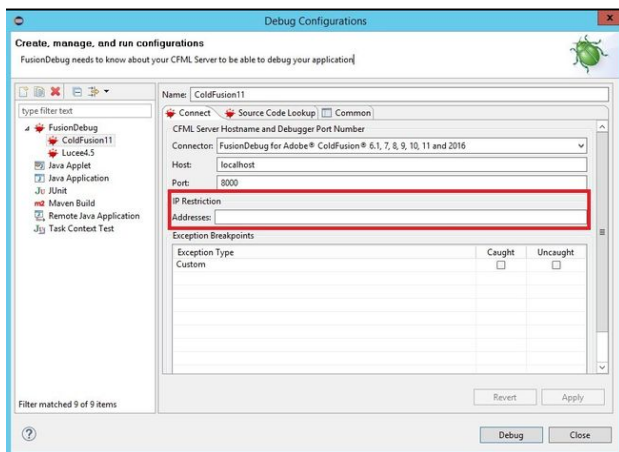 Debug Configurations
x
Create, manage, and run configurations
FusionDebug needs to know about your CFML Server to be able to debug your application
type filter text
FusionDebug
ColdFusion11
Lucee4.5
Java Applet
Java Application
Ju JUnit
m2 Maven Build
Remote Java Application
Task Context Test
Filter matched 9 of 9 items
Name: ColdFusion11
Connect Source Code Lookup Common
CFML Server Hostname and Debugger Port Number
Connector: FusionDebug for Adobe® ColdFusion® 6.1, 7, 8, 9, 10, 11 and 2016
Host: localhost
Port: 8000
IP Restriction
Addresses:
Exception Breakpoints
Exception Type Caught Uncaught
Custom
Revert Apply
? Debug Close